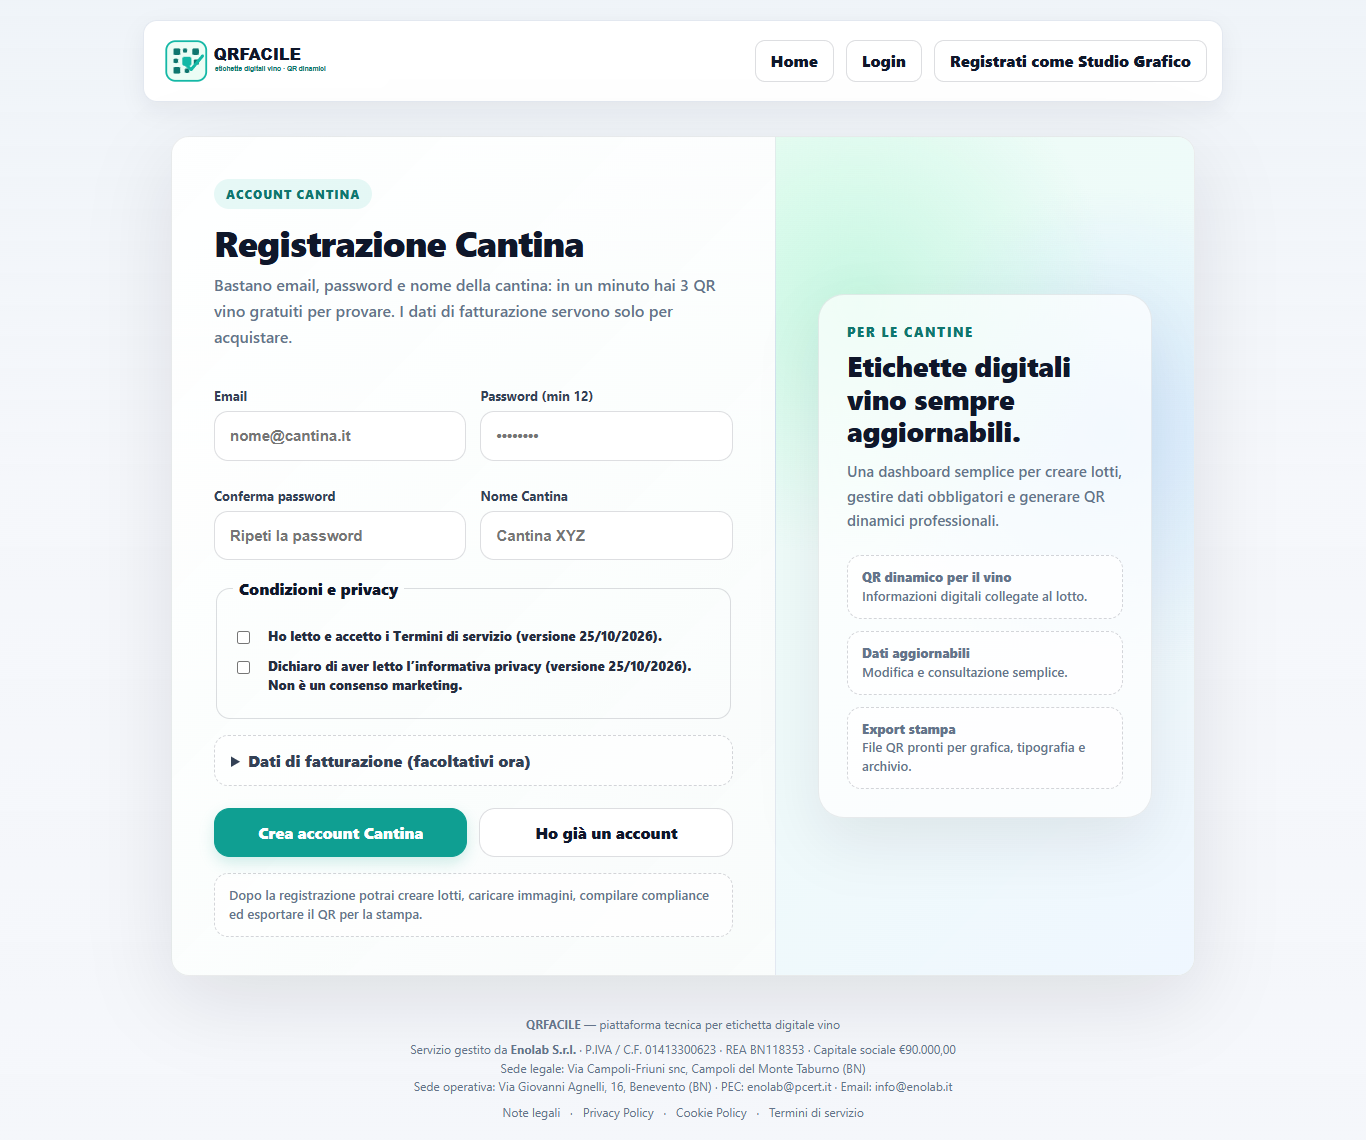 QRFACILE
etichette digitali vino · QR dinamici
Home
Login
Registrati come Studio Grafico
ACCOUNT CANTINA
Registrazione Cantina
Bastano email, password e nome della cantina: in un minuto hai 3 QR
vino gratuiti per provare. I dati di fatturazione servono solo per
acquistare.
Email
Password (min 12)
nome@cantina.it
••••••••
Conferma password
Nome Cantina
Ripeti la password
Cantina XYZ
Condizioni e privacy
Ho letto e accetto i Termini di servizio (versione 25/10/2026).
Dichiaro di aver letto l'informativa privacy (versione 25/10/2026).
Non è un consenso marketing.
Dati di fatturazione (facoltativi ora)
Crea account Cantina
Ho già un account
Dopo la registrazione potrai creare lotti, caricare immagini, compilare compliance
ed esportare il QR per la stampa.
PER LE CANTINE
Etichette digitali
vino sempre
aggiornabili.
Una dashboard semplice per creare lotti,
gestire dati obbligatori e generare QR
dinamici professionali.
QR dinamico per il vino
Informazioni digitali collegate al lotto.
Dati aggiornabili
Modifica e consultazione semplice.
Export stampa
File QR pronti per grafica, tipografia e
archivio.
QRFACILE — piattaforma tecnica per etichetta digitale vino
Servizio gestito da Enolab S.r.l. · P.IVA / C.F. 01413300623 · REA BN118353 · Capitale sociale €90.000,00
Sede legale: Via Campoli-Friuni snc, Campoli del Monte Taburno (BN)
Sede operativa: Via Giovanni Agnelli, 16, Benevento (BN) · PEC: enolab@pcert.it · Email: info@enolab.it
Note legali · Privacy Policy · Cookie Policy · Termini di servizio